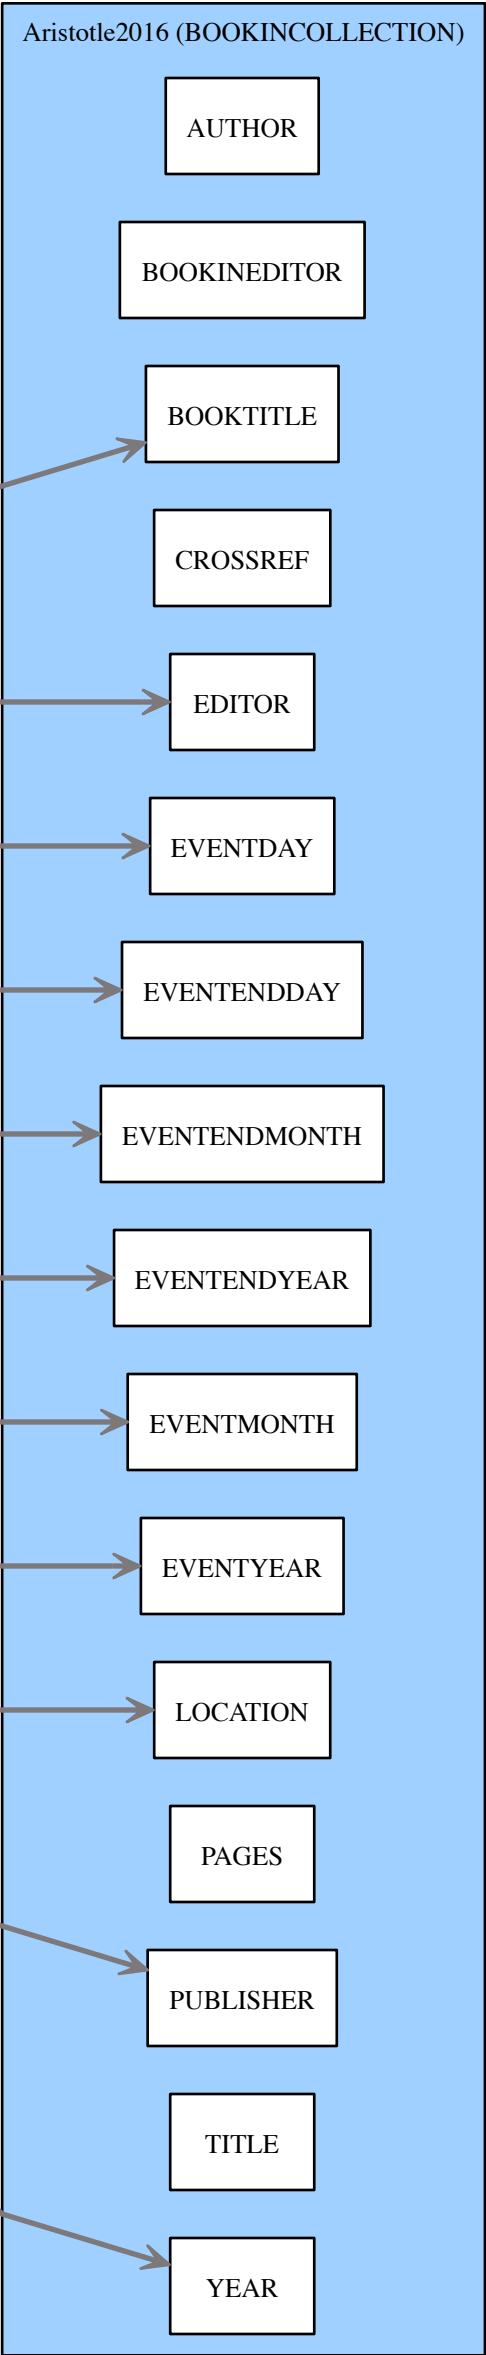 Aristotle2016 (BOOKINCOLLECTION)
AUTHOR
BOOKINEDITOR
BOOKTITLE
CROSSREF
EDITOR
EVENTDAY
EVENTENDDAY
EVENTENDMONTH
EVENTENDYEAR
EVENTMONTH
EVENTYEAR
LOCATION
PAGES
PUBLISHER
TITLE
YEAR